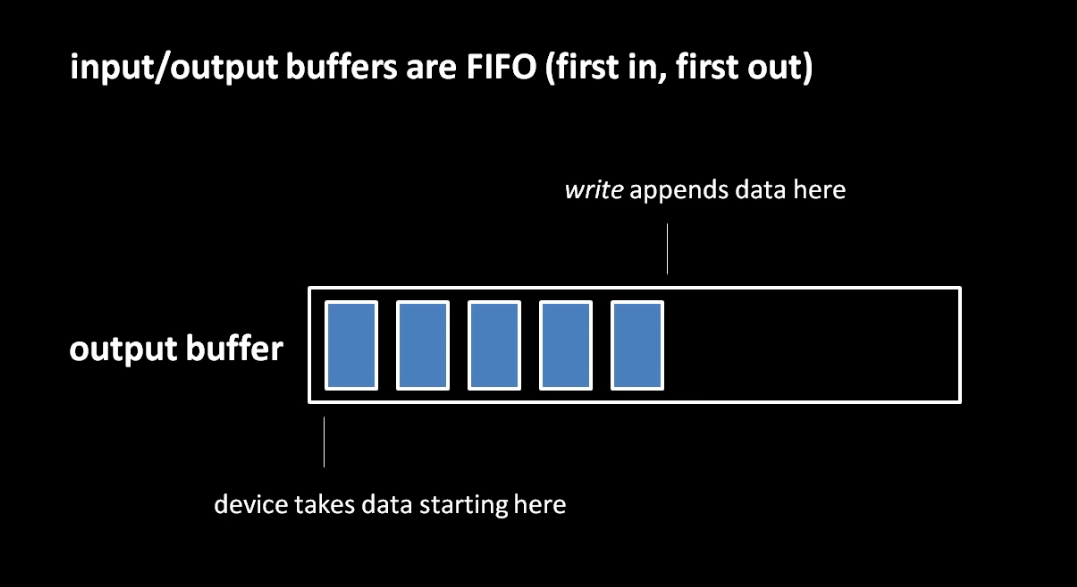 input/output buffers are FIFO (first in, first out)
write appends data here
output buffer
device takes data starting here